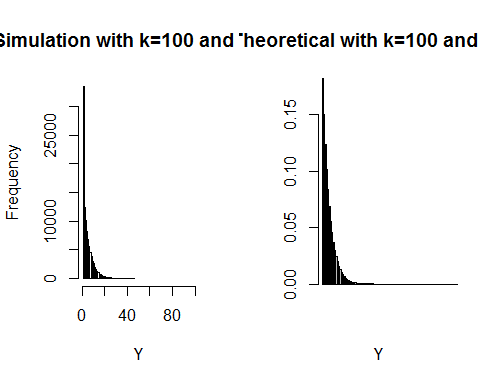 Simulation with k=100 and
heoretical with k=100 and
Frequency
25000
10000
0
0 40 80
Y
0.15
0.10
0.05
0.00
Y